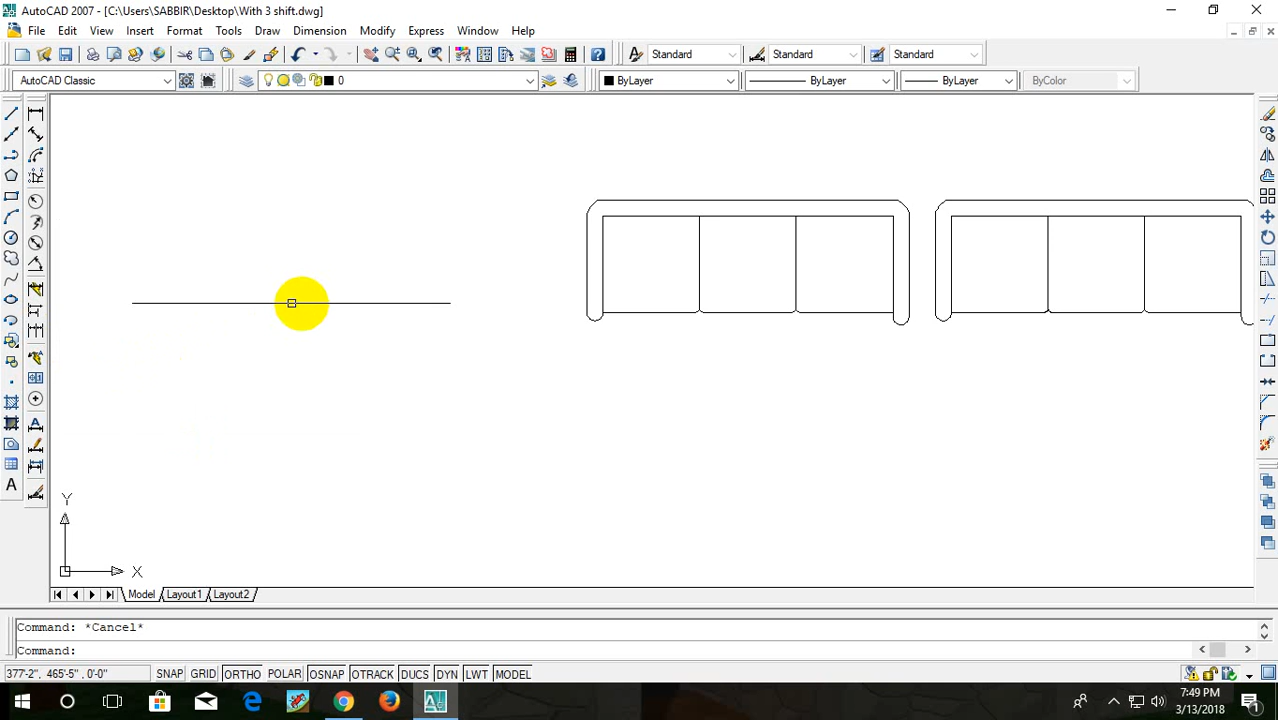 AutoCAD 2007 - [C:\Users\SABBIR\Desktop\With 3 shift.dwg]
File Edit View Insert Format Tools Draw Dimension Modify Express Window Help
Standard Standard Standard
AutoCAD Classic 0 ByLayer ByLayer ByLayer ByColor
Y
X
Model Layout1 Layout2
Command: *Cancel*
Command:
377'-2", 465'-5", 0'-0" SNAP GRID ORTHO POLAR OSNAP OTRACK DUCS DYN LWT MODEL
7:49 PM
3/13/2018